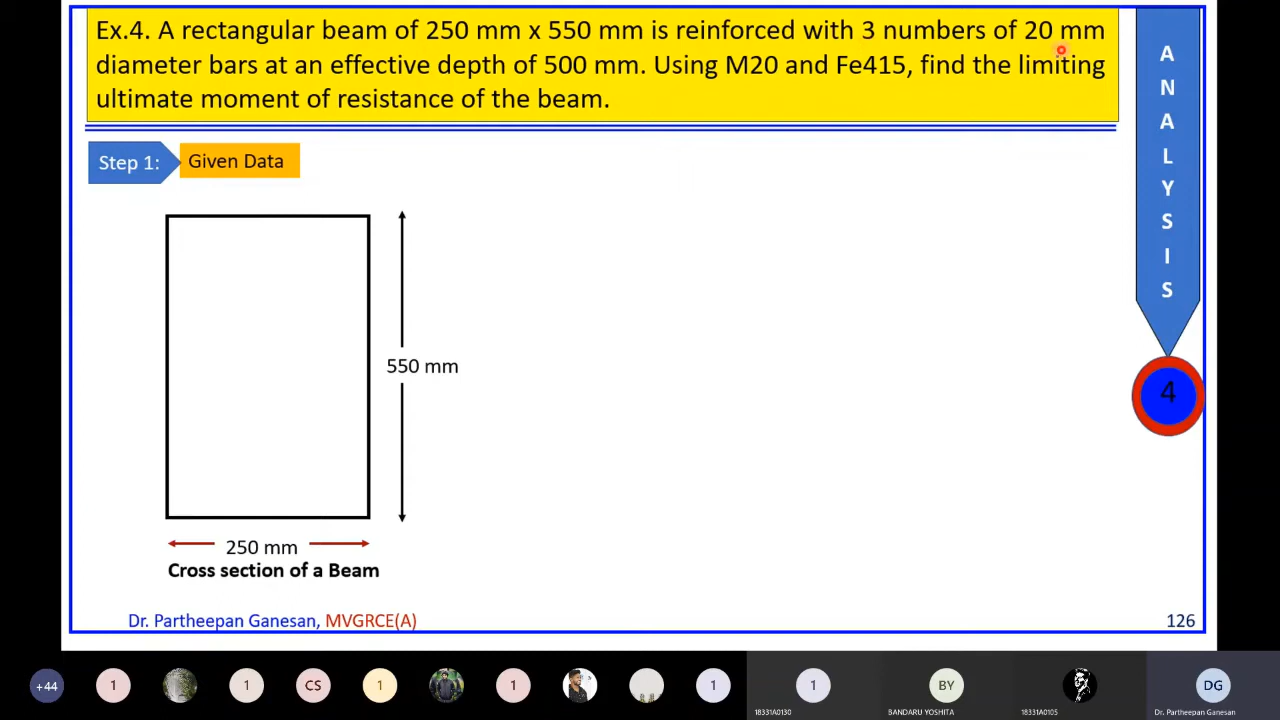 Ex.4. A rectangular beam of 250 mm x 550 mm is reinforced with 3 numbers of 20 mm
diameter bars at an effective depth of 500 mm. Using M20 and Fe415, find the limiting
ultimate moment of resistance of the beam.
A
N
A
L
Y
S
I
S
4
Step 1:
Given Data
550 mm
250 mm
Cross section of a Beam
Dr. Partheepan Ganesan, MVGRCE(A)
126
+44
1
1
CS
1
1
1
1
BY
DG
18331A0130
BANDARU YOSHITA
18331A0105
Dr. Partheepan Ganesan